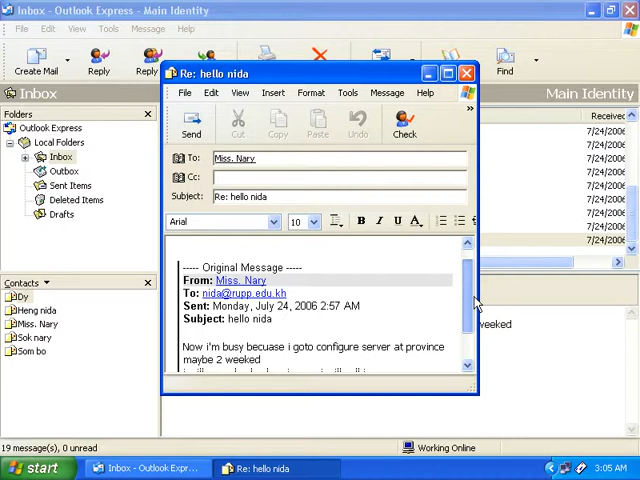 Inbox - Outlook Express - Main Identity
File Edit View Tools Message Help
Create Mail Reply Reply Find
Inbox Main Identity
Folders
Outlook Express
Local Folders
Inbox
Outbox
Sent Items
Deleted Items
Drafts
Received
7/24/2006
7/24/2006
7/24/2006
7/24/2006
7/24/2006
7/24/2006
7/24/2006
7/24/2006
7/24/2006
Contacts
Dy
Heng nida
Miss. Nary
Sok nary
Som bo
weeked
Re: hello nida
File Edit View Insert Format Tools Message Help
Send Cut Copy Paste Undo Check
To: Miss. Nary
Cc:
Subject: Re: hello nida
Arial 10 B I U A
----- Original Message -----
From: Miss. Nary
To: nida@rupp.edu.kh
Sent: Monday, July 24, 2006 2:57 AM
Subject: hello nida
Now i'm busy becuase i goto configure server at province
maybe 2 weeked
19 message(s), 0 unread Working Online
start Inbox - Outlook Expr... Re: hello nida 3:05 AM